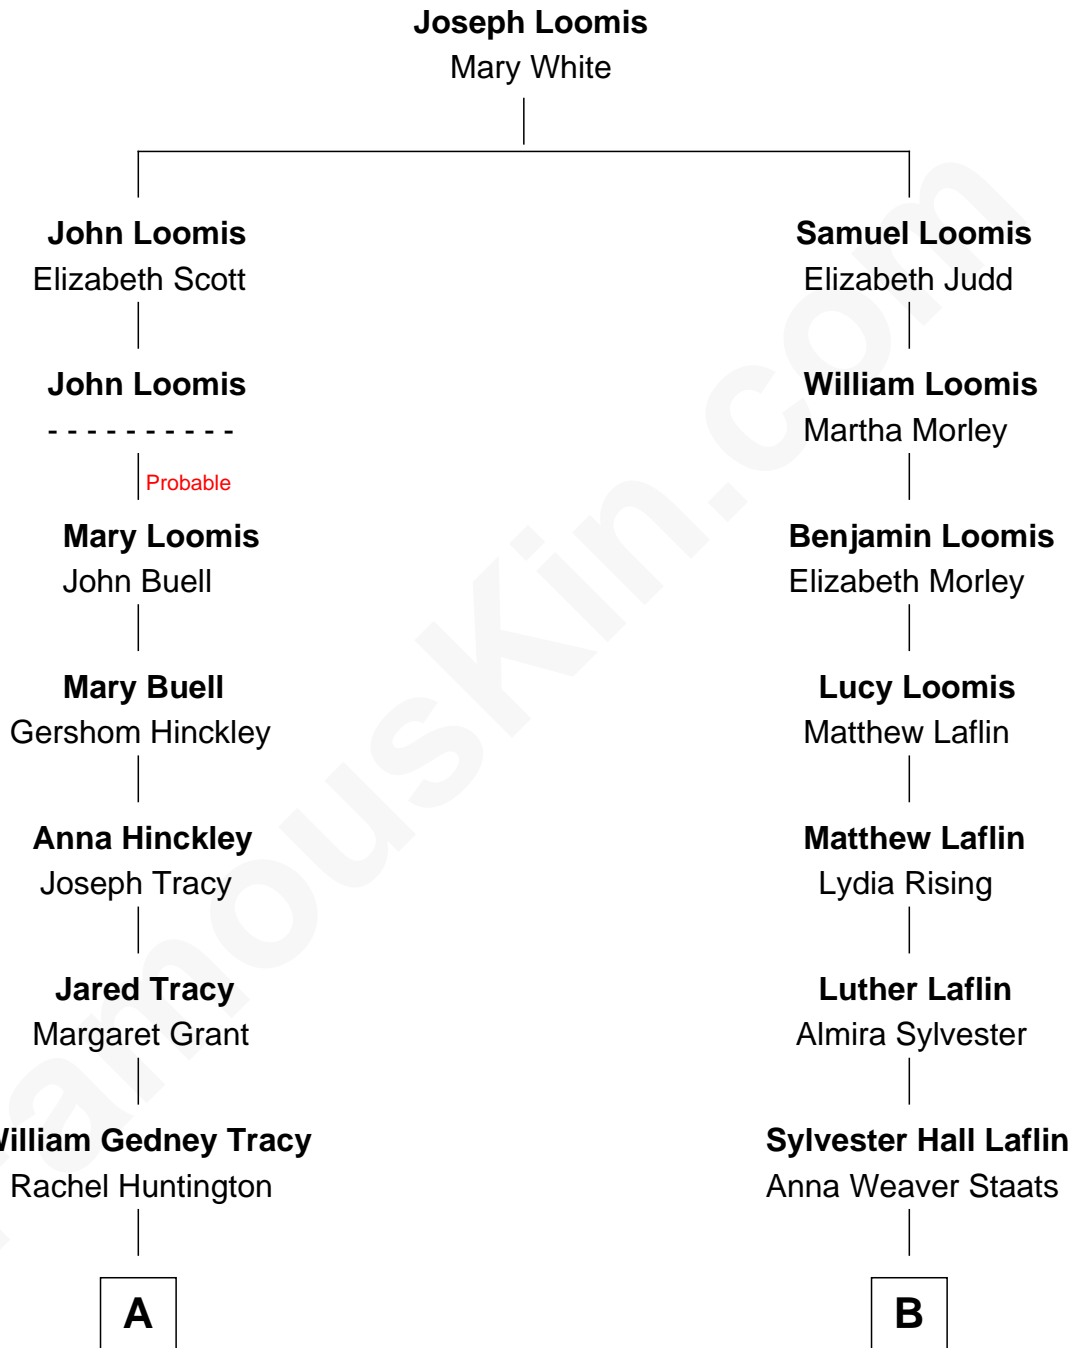 Joseph Loomis
Mary White
John Loomis
Elizabeth Scott
John Loomis
- - - - - - - - - -
Probable
Mary Loomis
John Buell
Mary Buell
Gershom Hinckley
Anna Hinckley
Joseph Tracy
Jared Tracy
Margaret Grant
William Gedney Tracy
Rachel Huntington
A
Samuel Loomis
Elizabeth Judd
William Loomis
Martha Morley
Benjamin Loomis
Elizabeth Morley
Lucy Loomis
Matthew Laflin
Matthew Laflin
Lydia Rising
Luther Laflin
Almira Sylvester
Sylvester Hall Laflin
Anna Weaver Staats
B
FamousKin.com